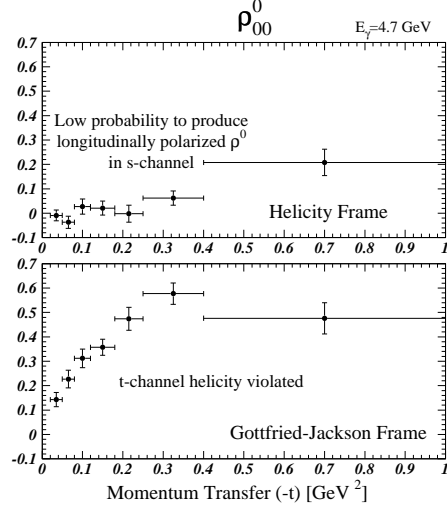 ρ⁰₀₀
E_γ=4.7 GeV
0.7
0.6
0.5
0.4
0.3
0.2
0.1
0
-0.1
Low probability to produce
longitudinally polarized ρ⁰
in s-channel
Helicity Frame
0 0.1 0.2 0.3 0.4 0.5 0.6 0.7 0.8 0.9 1
0.7
0.6
0.5
0.4
0.3
0.2
0.1
0
-0.1
t-channel helicity violated
Gottfried-Jackson Frame
0 0.1 0.2 0.3 0.4 0.5 0.6 0.7 0.8 0.9 1
Momentum Transfer (-t) [GeV²]